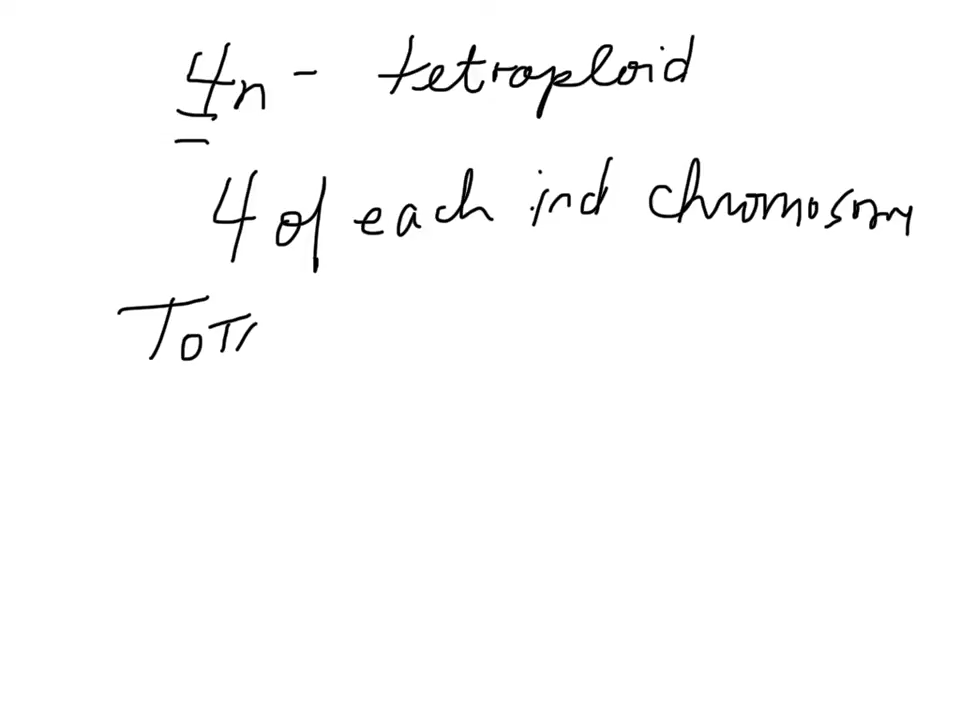 4n - tetraploid
4 of each ind chromosom
Tot